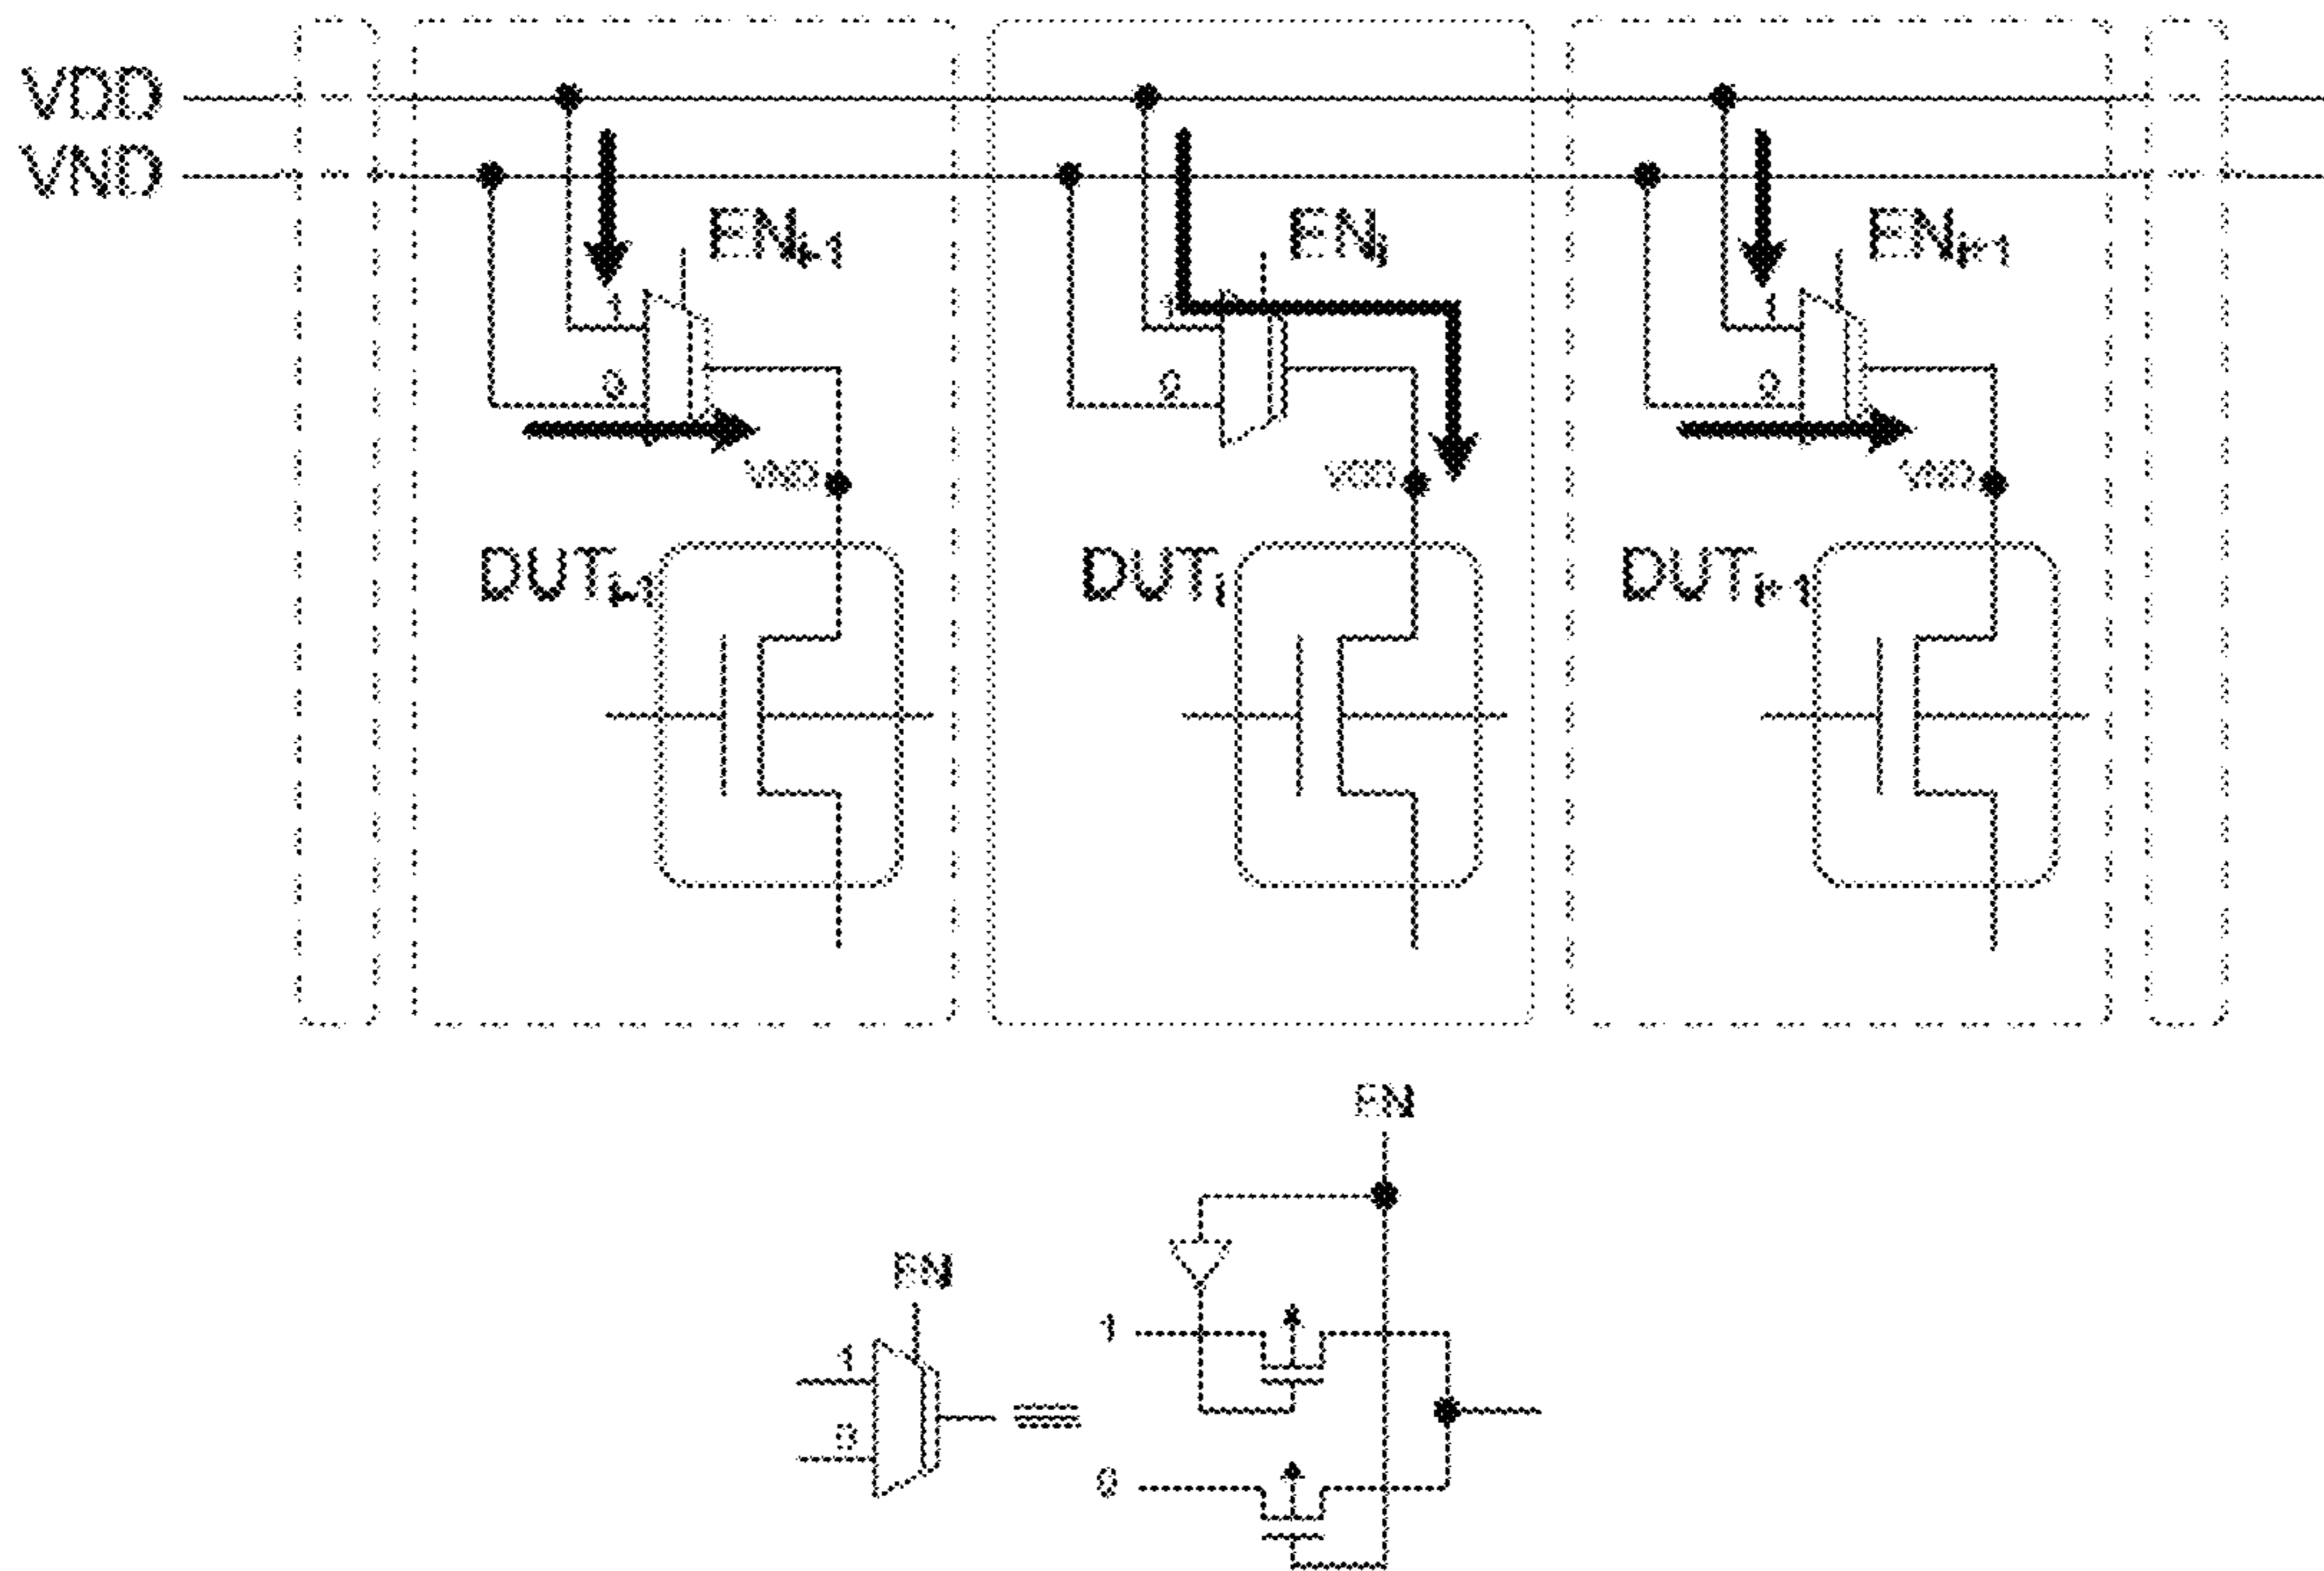 VDD
VND
ENi-1
ENi
ENi+1
1
1
1
0
0
0
VND
VDD
VND
DUTi-1
DUTi
DUTi+1
EN
EN
1
1
0
0